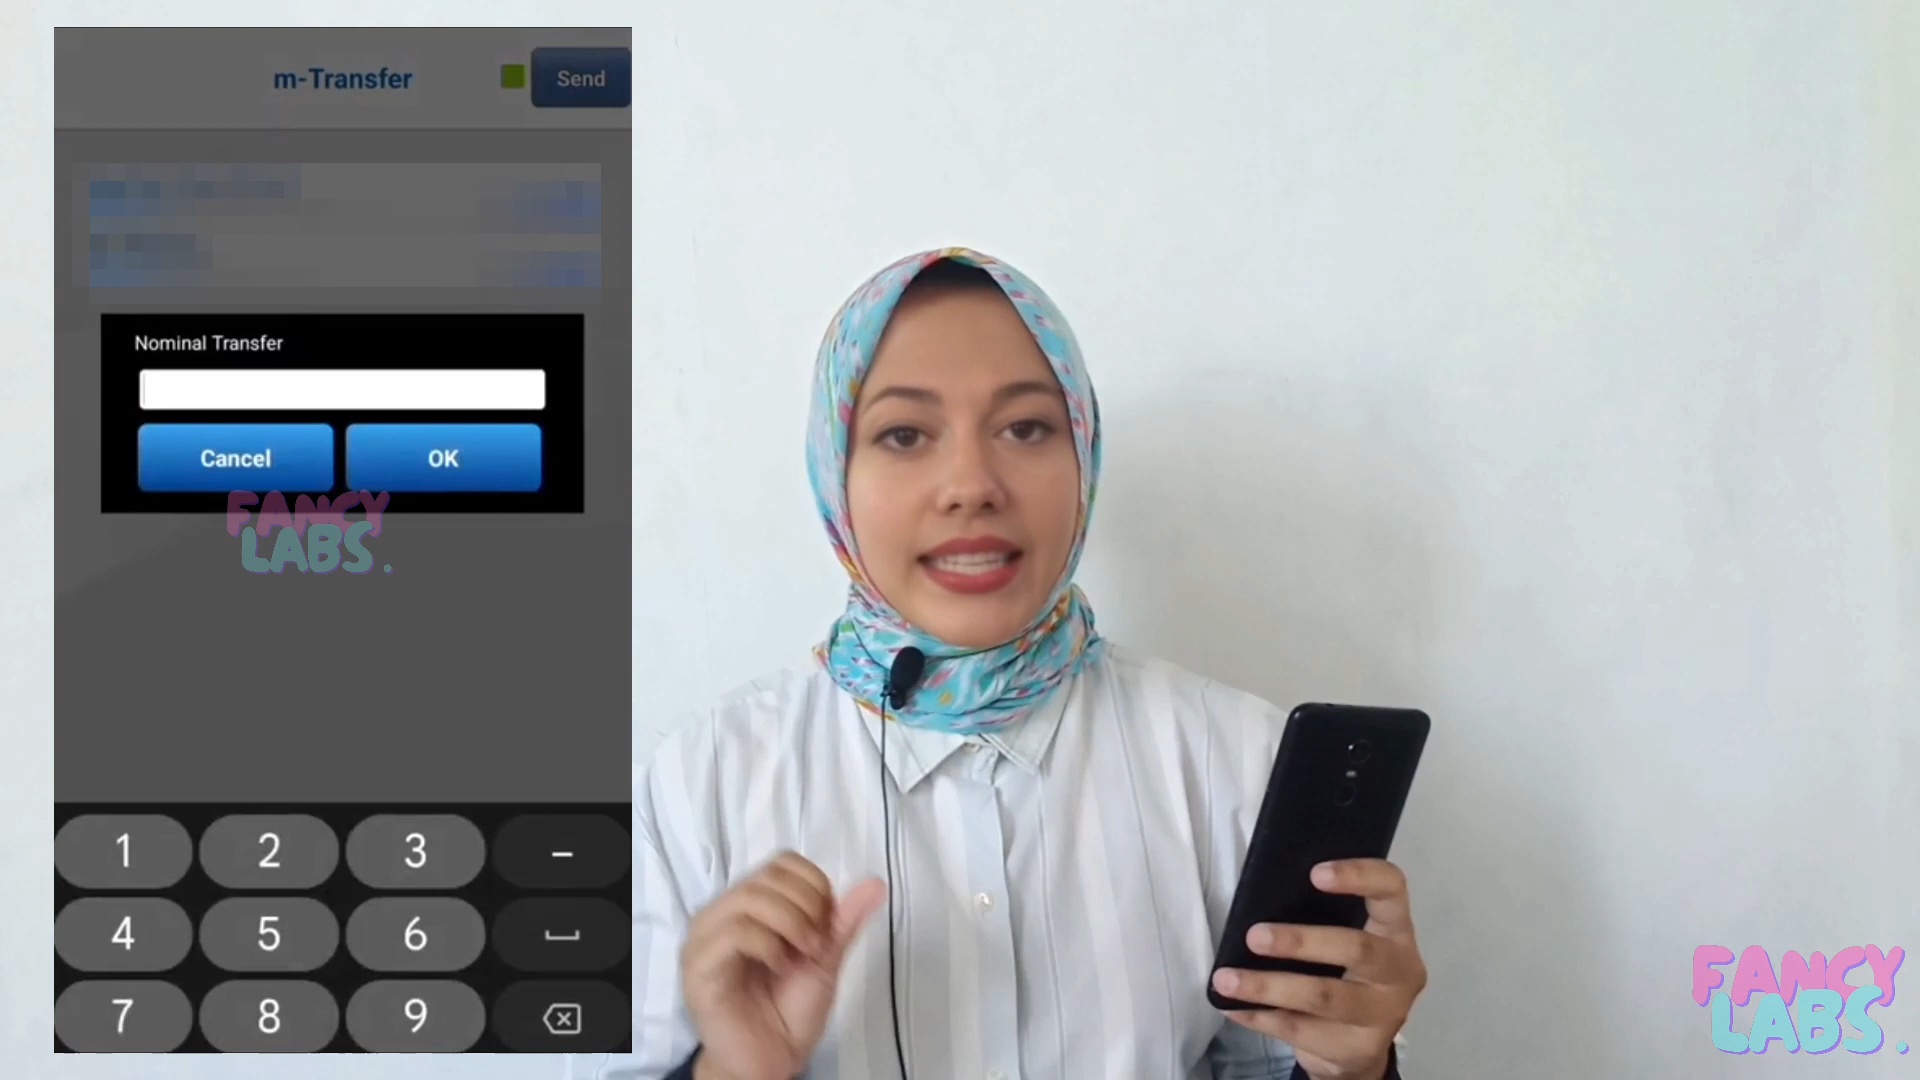 m-Transfer
Send
Nominal Transfer
Cancel
OK
FANCY
LABS.
1 2 3 -
4 5 6
7 8 9
FANCY
LABS.